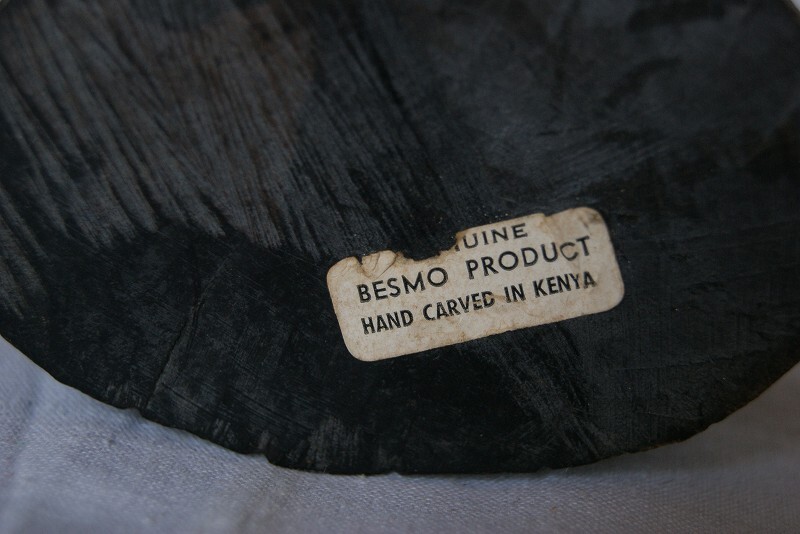 UINE
BESMO PRODUCT
HAND CARVED IN KENYA